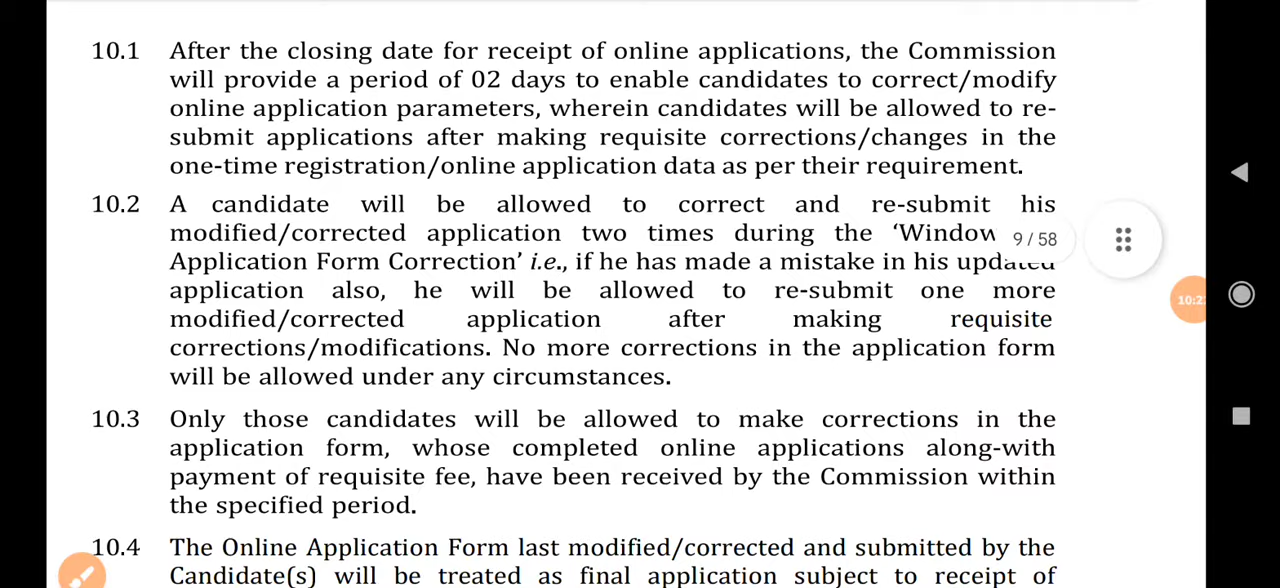 10.1 After the closing date for receipt of online applications, the Commission
will provide a period of 02 days to enable candidates to correct/modify
online application parameters, wherein candidates will be allowed to re-
submit applications after making requisite corrections/changes in the
one-time registration/online application data as per their requirement.
10.2 A candidate will be allowed to correct and re-submit his
modified/corrected application two times during the ‘Window
9 / 58
Application Form Correction’ i.e., if he has made a mistake in his updated
application also, he will be allowed to re-submit one more
modified/corrected application after making requisite
corrections/modifications. No more corrections in the application form
will be allowed under any circumstances.
10.3 Only those candidates will be allowed to make corrections in the
application form, whose completed online applications along-with
payment of requisite fee, have been received by the Commission within
the specified period.
10.4 The Online Application Form last modified/corrected and submitted by the
Candidate(s) will be treated as final application subject to receipt of